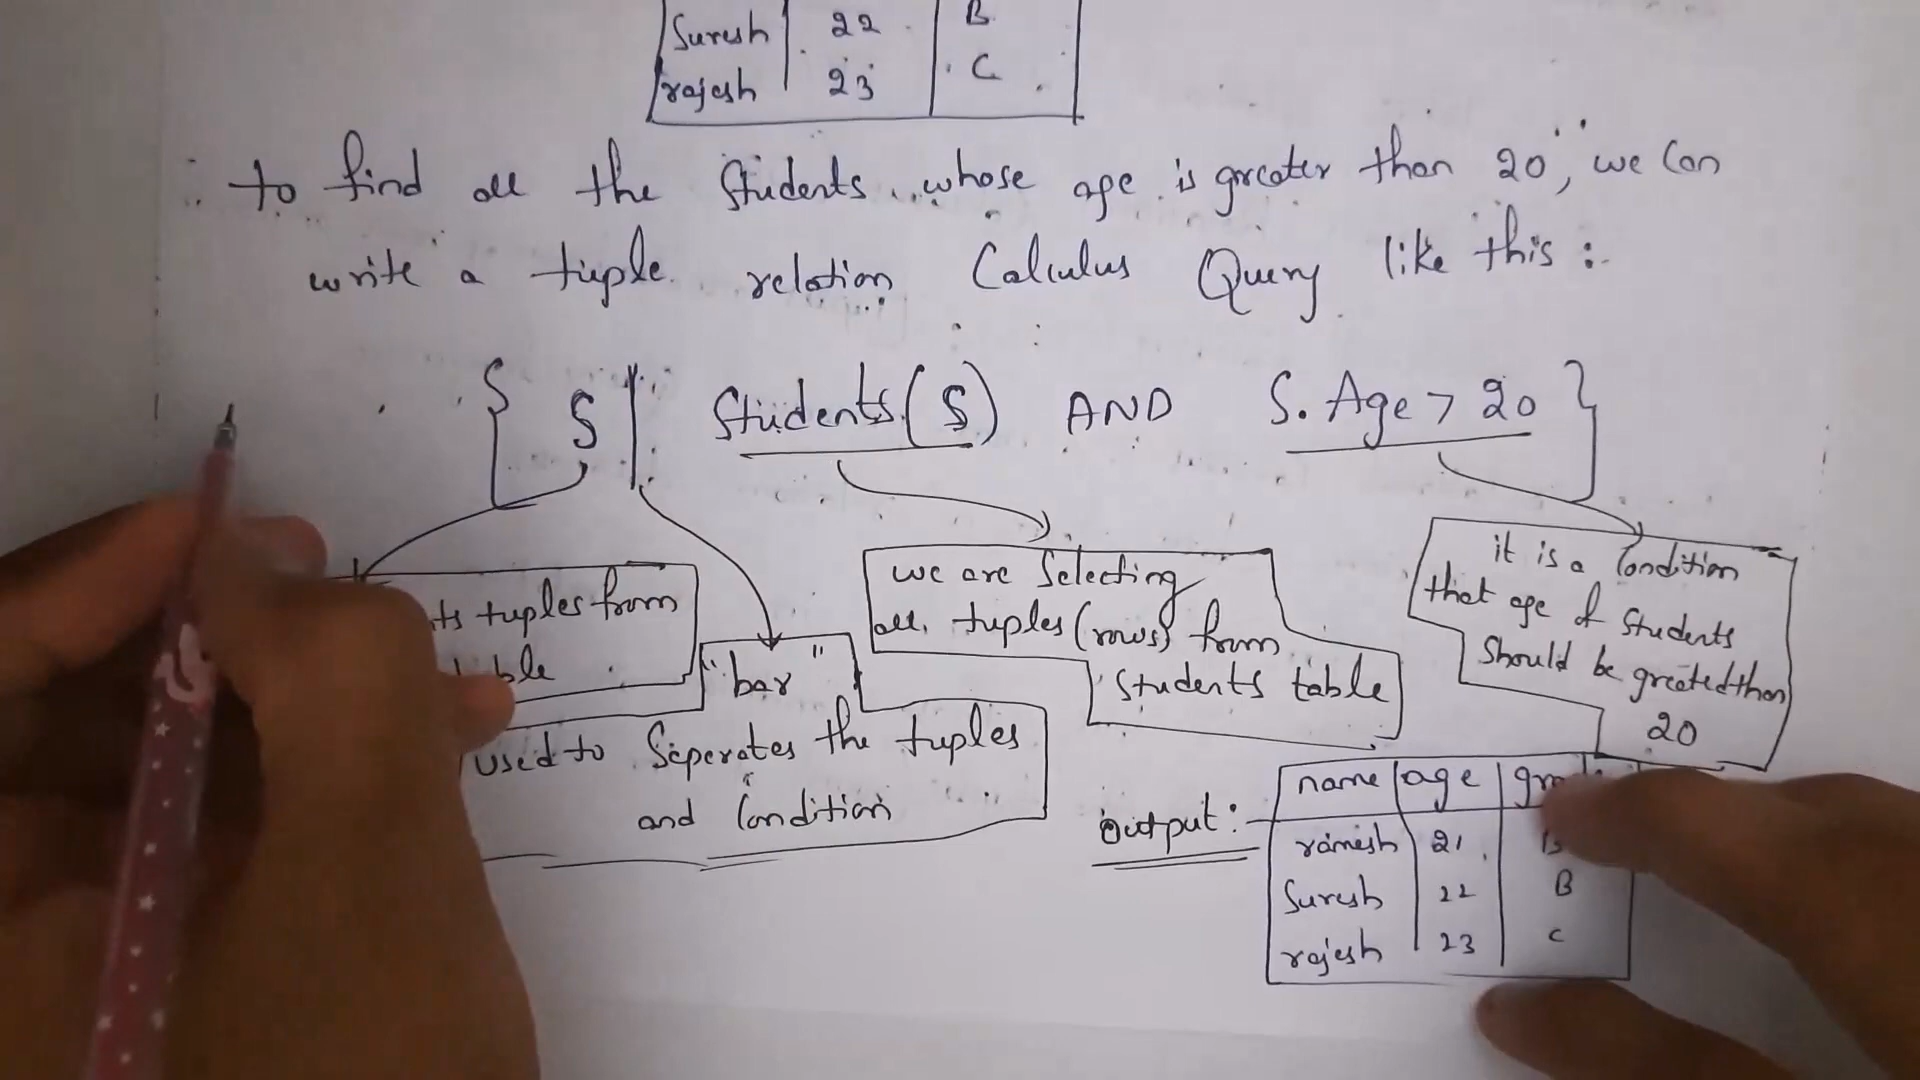 Suresh 22 B
rajesh 23 C
to find all the Students whose age is greater than 20, we Can
write a tuple relation Calculus Query like this :
{ S | Students (S) AND S. Age > 20 }
tuples from
"bar"
used to Seperates the tuples
and Condition
we are Selecting
all tuples (rows) from
Students table
it is a Condition
that age of Students
Should be greatedthan
20
output :-
name age
ramesh 21 B
Suresh 22 B
rajesh 23 C